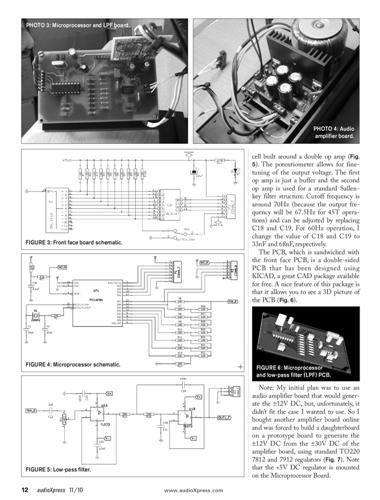 PHOTO 3: Microprocessor and LPF board.
PHOTO 4: Audio
amplifier board.
FIGURE 3: Front face board schematic.
FIGURE 4: Microprocessor schematic.
FIGURE 5: Low-pass filter.
cell built around a double op amp (Fig.
5). The potentiometer allows for fine-
tuning of the output voltage. The first
op amp is just a buffer and the second
op amp is used for a standard Sallen–
key filter structure. Cutoff frequency is
around 70Hz (because the output fre-
quency will be 67.5Hz for 45T opera-
tions) and can be adjusted by replacing
C18 and C19. For 60Hz operation, I
change the value of C18 and C19 to
33nF and 68nF, respectively.
The PCB, which is sandwiched with
the front face PCB, is a double-sided
PCB that has been designed using
KICAD, a great CAD package available
for free. A nice feature of this package is
that it allows you to see a 3D picture of
the PCB (Fig. 6).
FIGURE 6: Microprocessor
and low-pass filter (LPF) PCB.
Note: My initial plan was to use an
audio amplifier board that would gener-
ate the ±12V DC, but, unfortunately, it
didn't fit the case I wanted to use. So I
bought another amplifier board online
and was forced to build a daughterboard
on a prototype board to generate the
±12V DC from the ±30V DC of the
amplifier board, using standard TO220
7812 and 7912 regulators (Fig. 7). Note
that the +5V DC regulator is mounted
on the Microprocessor Board.
12 audioXpress 11/10
www.audioXpress.com